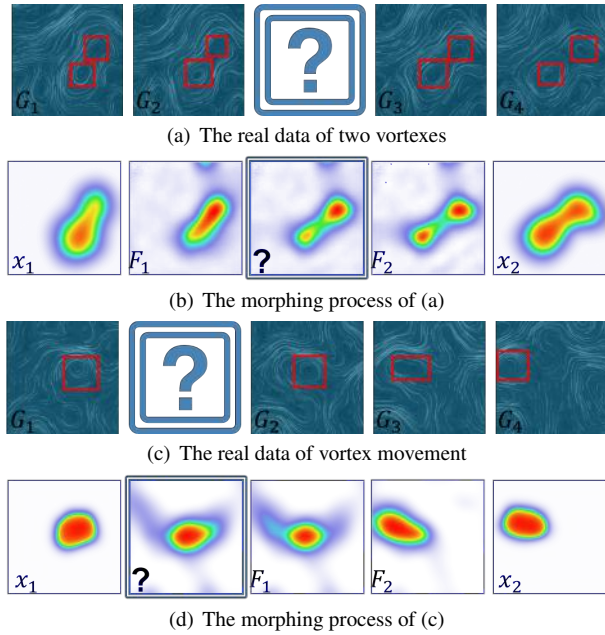 G₁ G₂ ? G₃ G₄
(a) The real data of two vortexes
x₁ F₁ ? F₂ x₂
(b) The morphing process of (a)
G₁ ? G₂ G₃ G₄
(c) The real data of vortex movement
x₁ ? F₁ F₂ x₂
(d) The morphing process of (c)